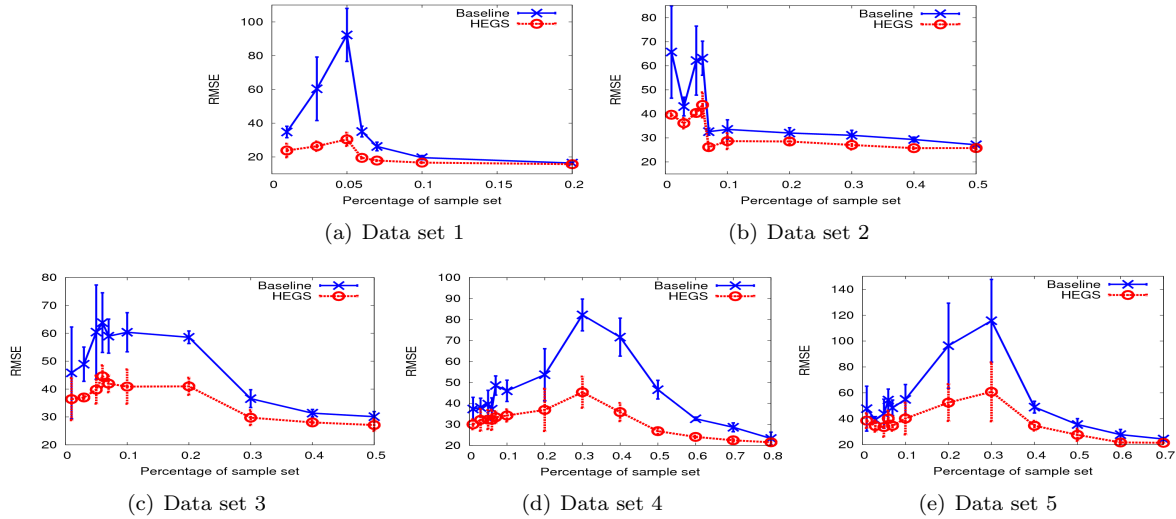 Baseline
HEGS
RMSE
100
80
60
40
20
0 0.05 0.1 0.15 0.2
Percentage of sample set
(a) Data set 1
Baseline
HEGS
RMSE
80
70
60
50
40
30
20
0 0.1 0.2 0.3 0.4 0.5
Percentage of sample set
(b) Data set 2
Baseline
HEGS
RMSE
80
70
60
50
40
30
20
0 0.1 0.2 0.3 0.4 0.5
Percentage of sample set
(c) Data set 3
Baseline
HEGS
RMSE
100
90
80
70
60
50
40
30
20
0 0.1 0.2 0.3 0.4 0.5 0.6 0.7 0.8
Percentage of sample set
(d) Data set 4
Baseline
HEGS
RMSE
140
120
100
80
60
40
20
0 0.1 0.2 0.3 0.4 0.5 0.6 0.7
Percentage of sample set
(e) Data set 5